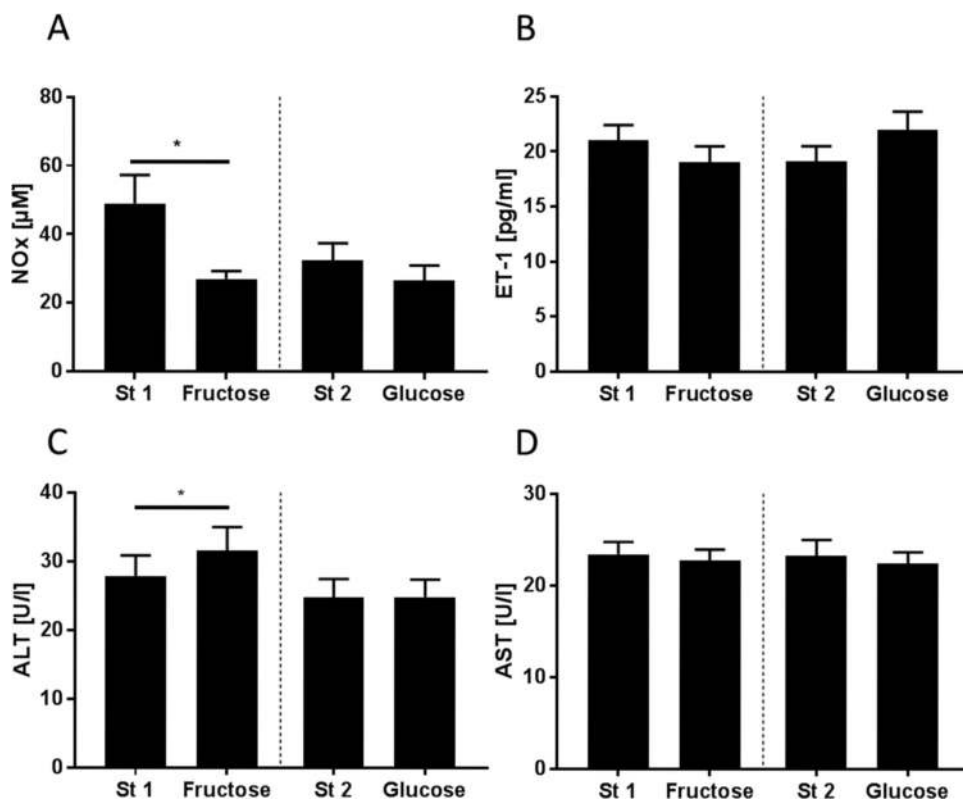 A
NOx [µM]
80
60
40
20
0
*
St 1 Fructose St 2 Glucose
B
ET-1 [pg/ml]
25
20
15
10
5
0
St 1 Fructose St 2 Glucose
C
ALT [U/l]
40
30
20
10
0
*
St 1 Fructose St 2 Glucose
D
AST [U/l]
30
20
10
0
St 1 Fructose St 2 Glucose